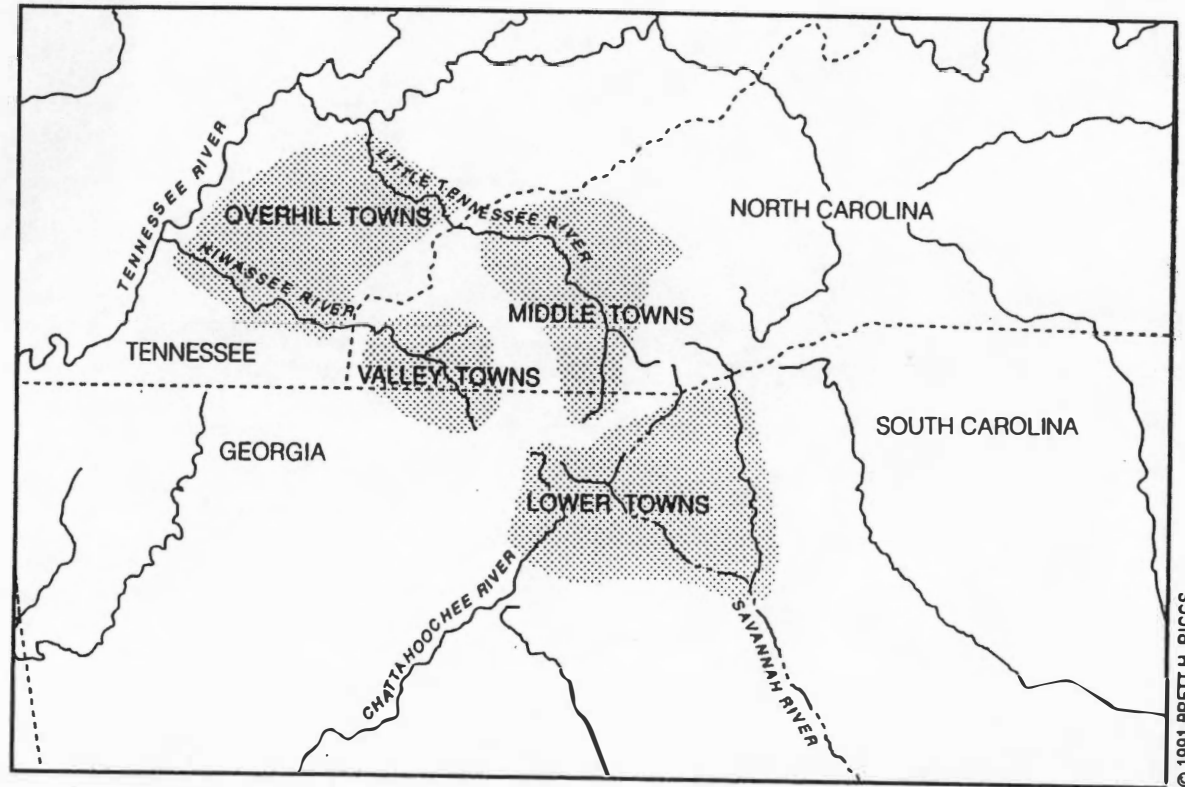 TENNESSEE RIVER
LITTLE TENNESSEE RIVER
OVERHILL TOWNS
NORTH CAROLINA
HIWASSEE RIVER
MIDDLE TOWNS
TENNESSEE
VALLEY TOWNS
GEORGIA
SOUTH CAROLINA
LOWER TOWNS
CHATTAHOOCHEE RIVER
SAVANNAH RIVER
© 1991 BRETT H. RIGGS